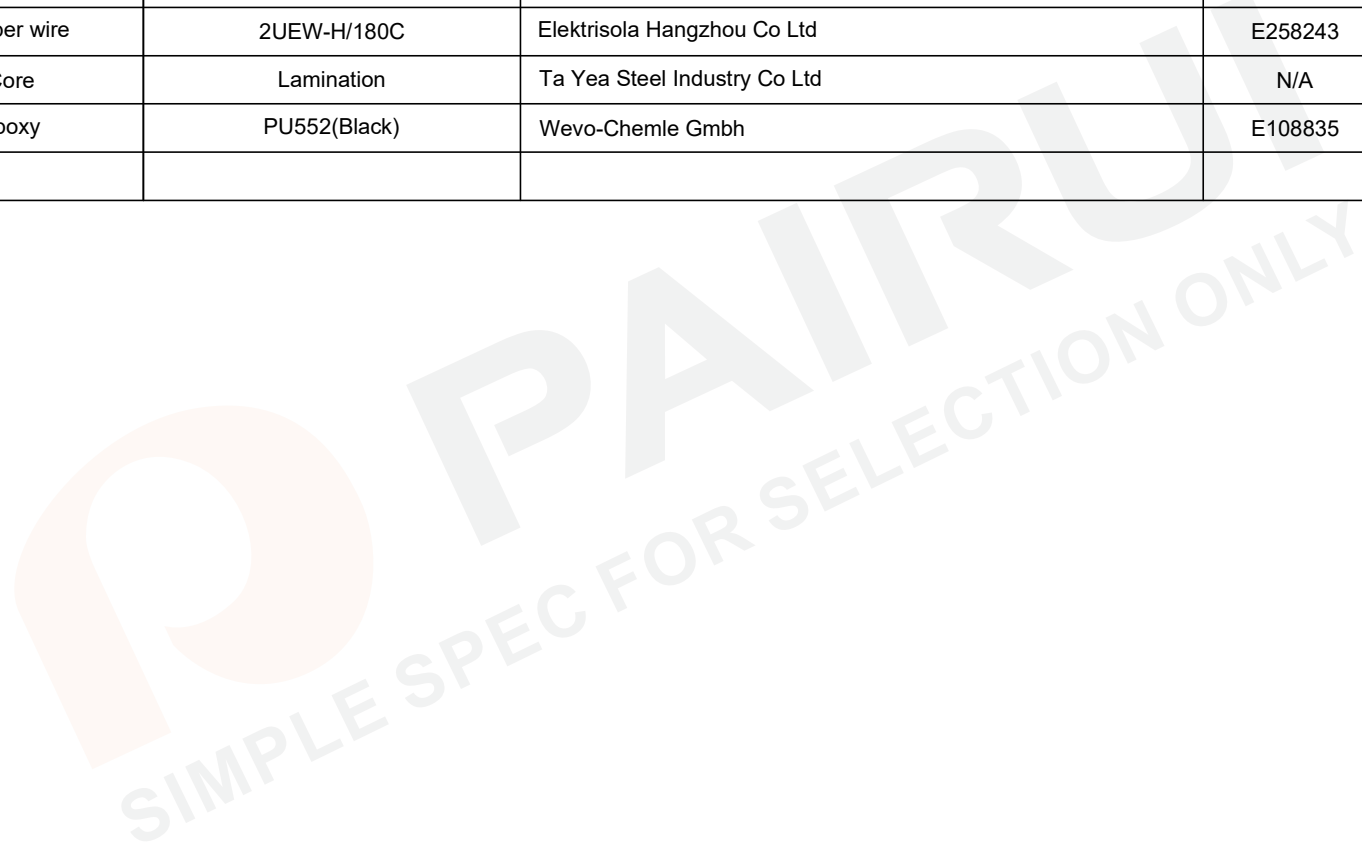 per wire 2UEW-H/180C Elektrisola Hangzhou Co Ltd E258243
Core Lamination Ta Yea Steel Industry Co Ltd N/A
poxy PU552(Black) Wevo-Chemle Gmbh E108835
PAIRUI
SIMPLE SPEC FOR SELECTION ONLY